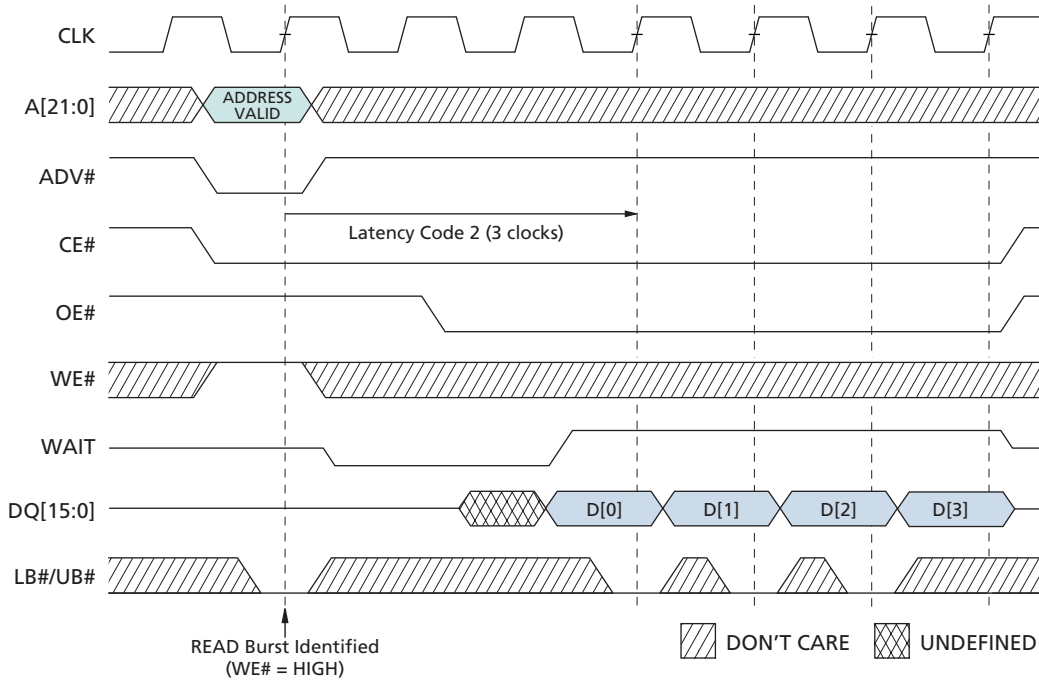 CLK
A[21:0]
ADDRESS
VALID
ADV#
Latency Code 2 (3 clocks)
CE#
OE#
WE#
WAIT
DQ[15:0]
D[0]
D[1]
D[2]
D[3]
LB#/UB#
READ Burst Identified
(WE# = HIGH)
DON'T CARE
UNDEFINED